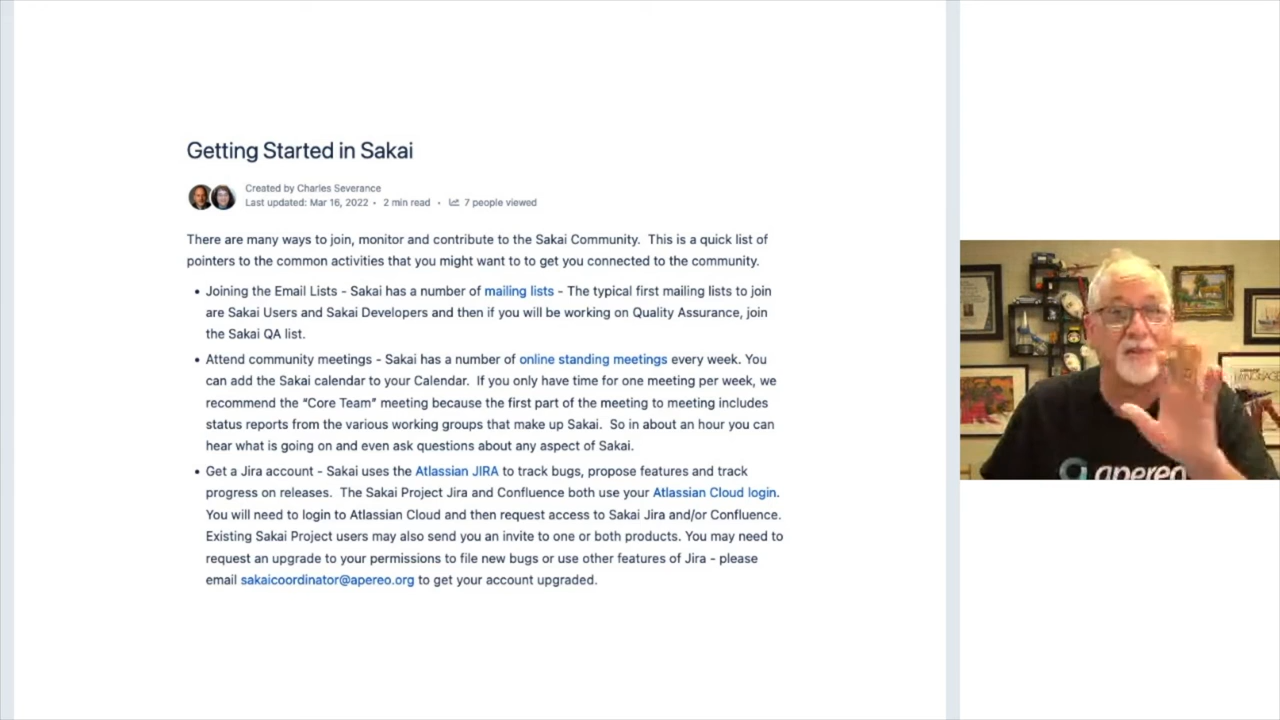 Getting Started in Sakai
Created by Charles Severance
Last updated: Mar 16, 2022 • 2 min read • 7 people viewed
There are many ways to join, monitor and contribute to the Sakai Community. This is a quick list of
pointers to the common activities that you might want to to get you connected to the community.
• Joining the Email Lists - Sakai has a number of mailing lists - The typical first mailing lists to join
are Sakai Users and Sakai Developers and then if you will be working on Quality Assurance, join
the Sakai QA list.
• Attend community meetings - Sakai has a number of online standing meetings every week. You
can add the Sakai calendar to your Calendar. If you only have time for one meeting per week, we
recommend the “Core Team” meeting because the first part of the meeting to meeting includes
status reports from the various working groups that make up Sakai. So in about an hour you can
hear what is going on and even ask questions about any aspect of Sakai.
• Get a Jira account - Sakai uses the Atlassian JIRA to track bugs, propose features and track
progress on releases. The Sakai Project Jira and Confluence both use your Atlassian Cloud login.
You will need to login to Atlassian Cloud and then request access to Sakai Jira and/or Confluence.
Existing Sakai Project users may also send you an invite to one or both products. You may need to
request an upgrade to your permissions to file new bugs or use other features of Jira - please
email sakaicoordinator@apereo.org to get your account upgraded.
apereo